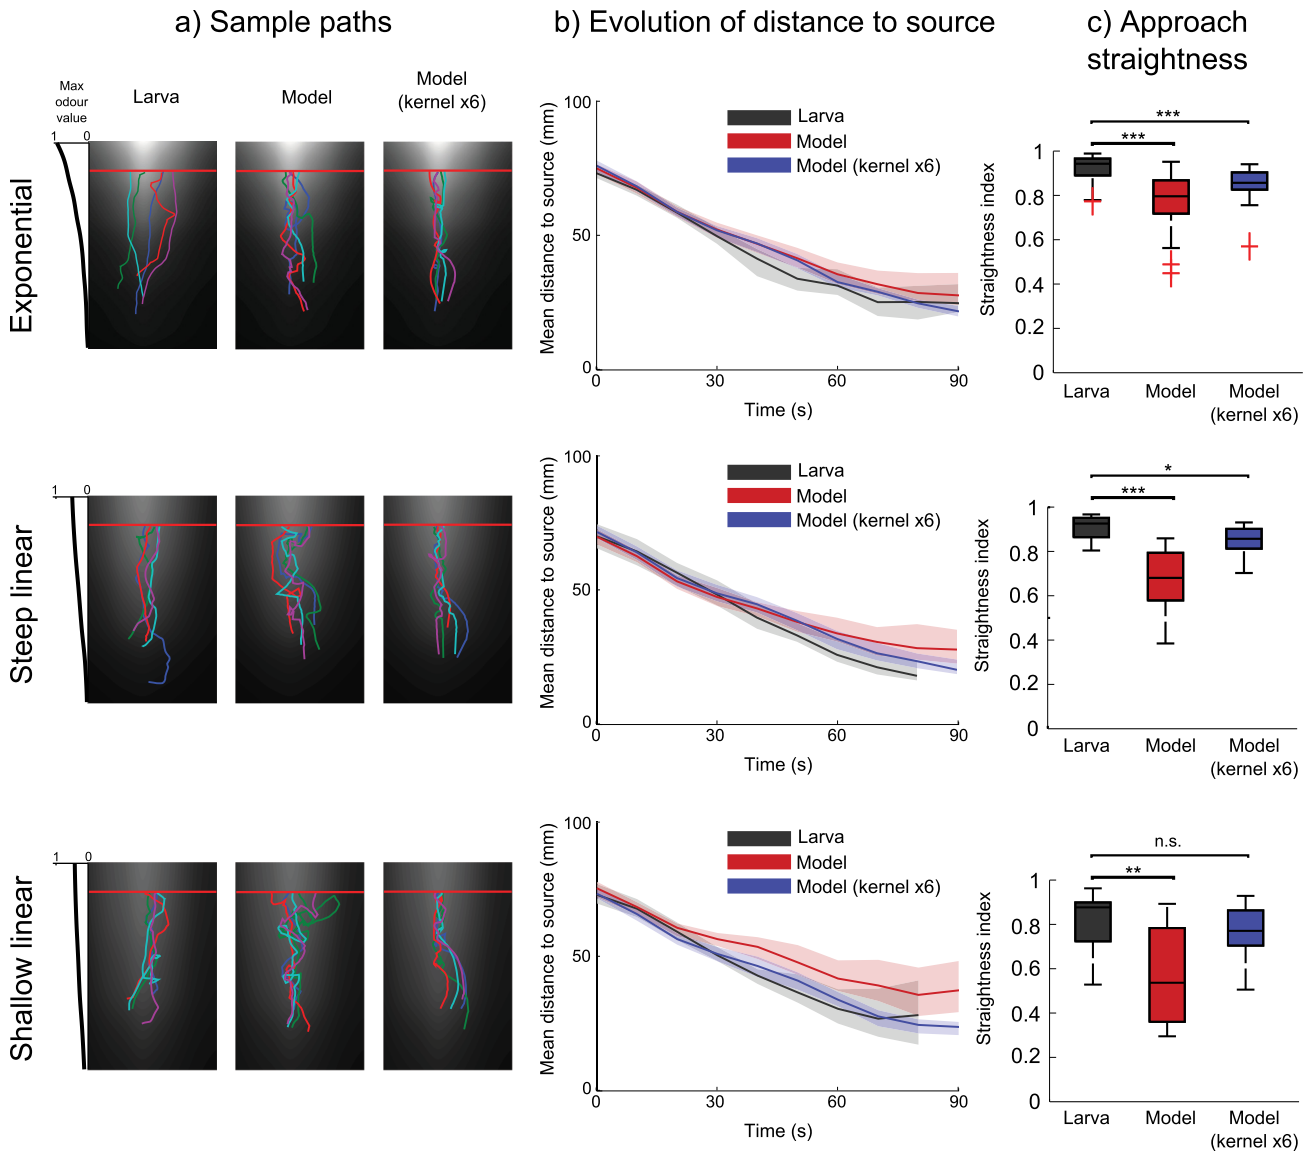 a) Sample paths
b) Evolution of distance to source
c) Approach
straightness
Max
odour
value
1 0
Larva
Model
Model
(kernel x6)
Exponential
Mean distance to source (mm)
100
50
0
0 30 60 90
Time (s)
Larva
Model
Model (kernel x6)
Straightness index
***
***
1
0.8
0.6
0.4
0.2
0
Larva
Model
Model
(kernel x6)
Steep linear
1 0
Mean distance to source (mm)
100
50
0
0 30 60 90
Time (s)
Larva
Model
Model (kernel x6)
Straightness index
*
***
1
0.8
0.6
0.4
0.2
0
Larva
Model
Model
(kernel x6)
Shallow linear
1 0
Mean distance to source (mm)
100
50
0
0 30 60 90
Time (s)
Larva
Model
Model (kernel x6)
Straightness index
n.s.
**
1
0.8
0.6
0.4
0.2
0
Larva
Model
Model
(kernel x6)